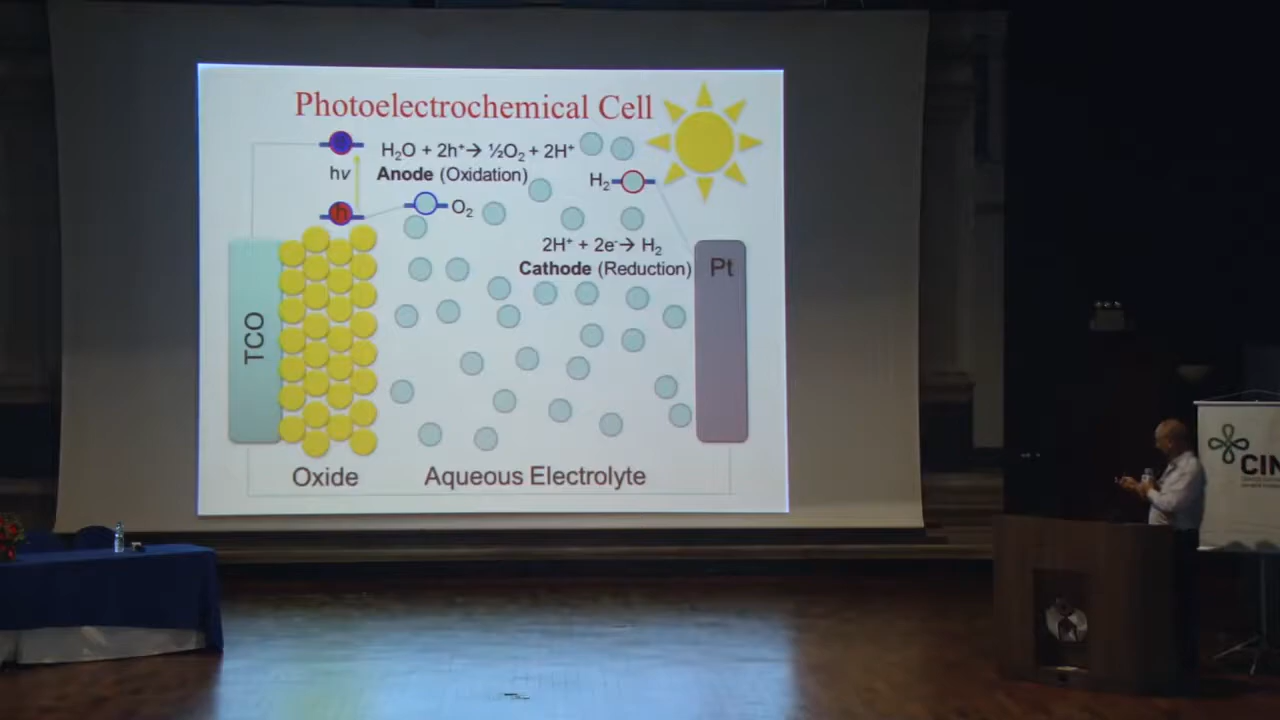 Photoelectrochemical Cell
H₂O + 2h⁺→ ½O₂ + 2H⁺
hν
Anode (Oxidation)
H₂
h
O₂
2H⁺ + 2e⁻→ H₂
Cathode (Reduction)
Pt
TCO
Oxide
Aqueous Electrolyte
CIN